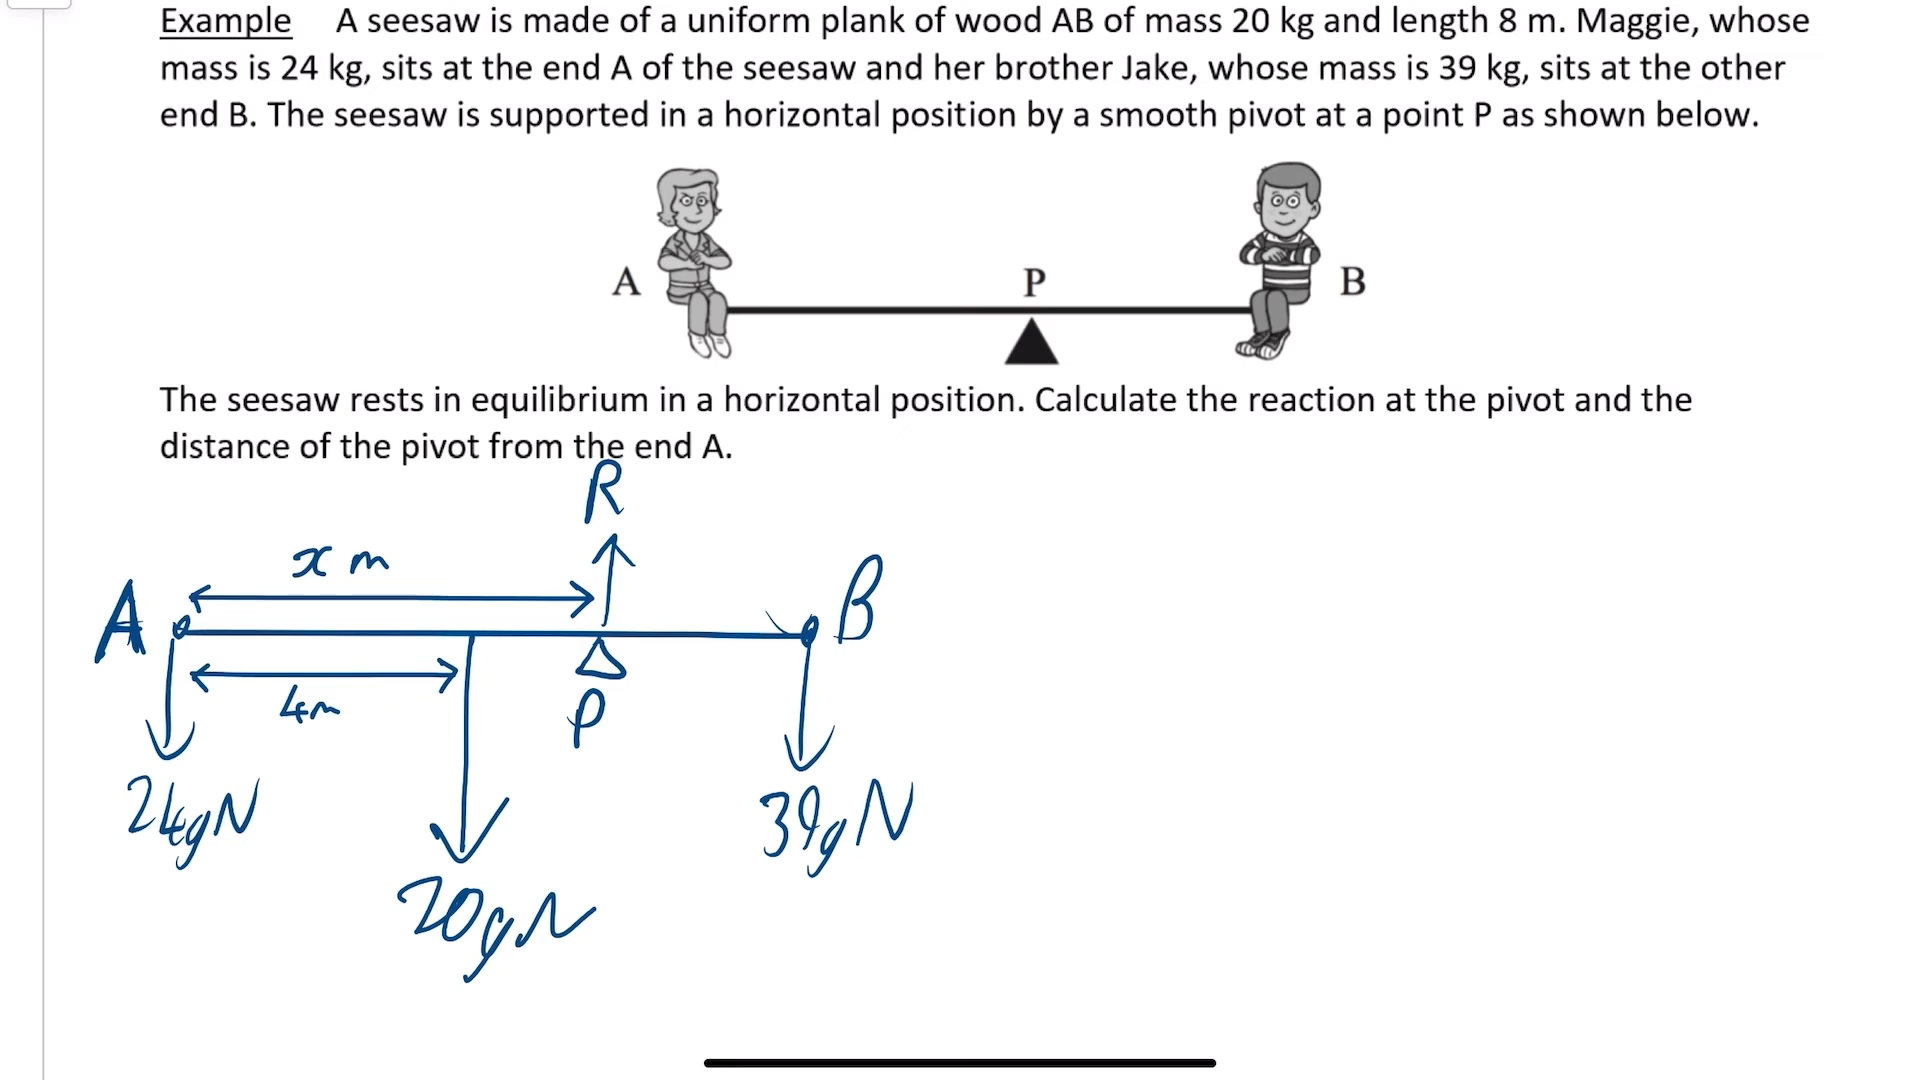 Example A seesaw is made of a uniform plank of wood AB of mass 20 kg and length 8 m. Maggie, whose
mass is 24 kg, sits at the end A of the seesaw and her brother Jake, whose mass is 39 kg, sits at the other
end B. The seesaw is supported in a horizontal position by a smooth pivot at a point P as shown below.
A P B
The seesaw rests in equilibrium in a horizontal position. Calculate the reaction at the pivot and the
distance of the pivot from the end A.
R
x m
A B
4m P
24gN 39gN
20gN